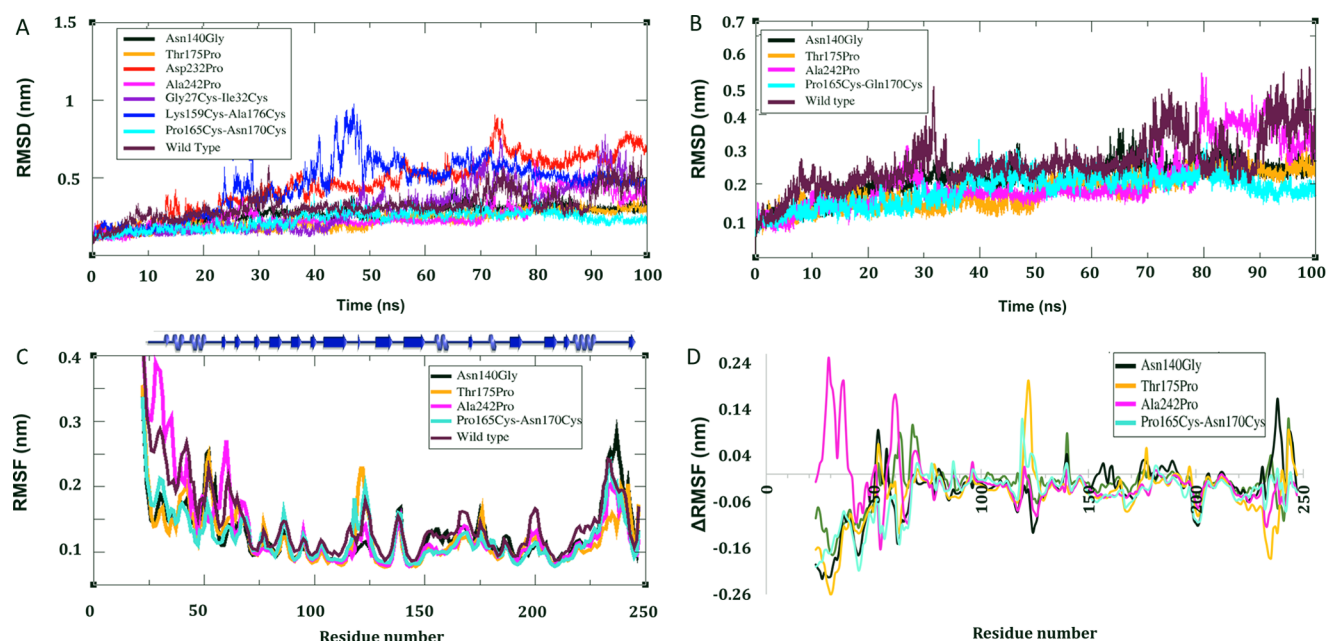 A
1.5
1
0.5
0
RMSD (nm)
Asn140Gly
Thr175Pro
Asp232Pro
Ala242Pro
Gly27Cys-Ile32Cys
Lys159Cys-Ala176Cys
Pro165Cys-Asn170Cys
Wild Type
0 10 20 30 40 50 60 70 80 90 100
Time (ns)
B
0.7
0.6
0.5
0.4
0.3
0.2
0.1
0
RMSD (nm)
Asn140Gly
Thr175Pro
Ala242Pro
Pro165Cys-Gln170Cys
Wild type
0 10 20 30 40 50 60 70 80 90 100
Time (ns)
C
0.4
0.3
0.2
0.1
RMSF (nm)
Asn140Gly
Thr175Pro
Ala242Pro
Pro165Cys-Asn170Cys
Wild type
0 50 100 150 200 250
Residue number
D
0.24
0.14
0.04
-0.06
-0.16
-0.26
ΔRMSF (nm)
Asn140Gly
Thr175Pro
Ala242Pro
Pro165Cys-Asn170Cys
0 50 100 150 200 250
Residue number